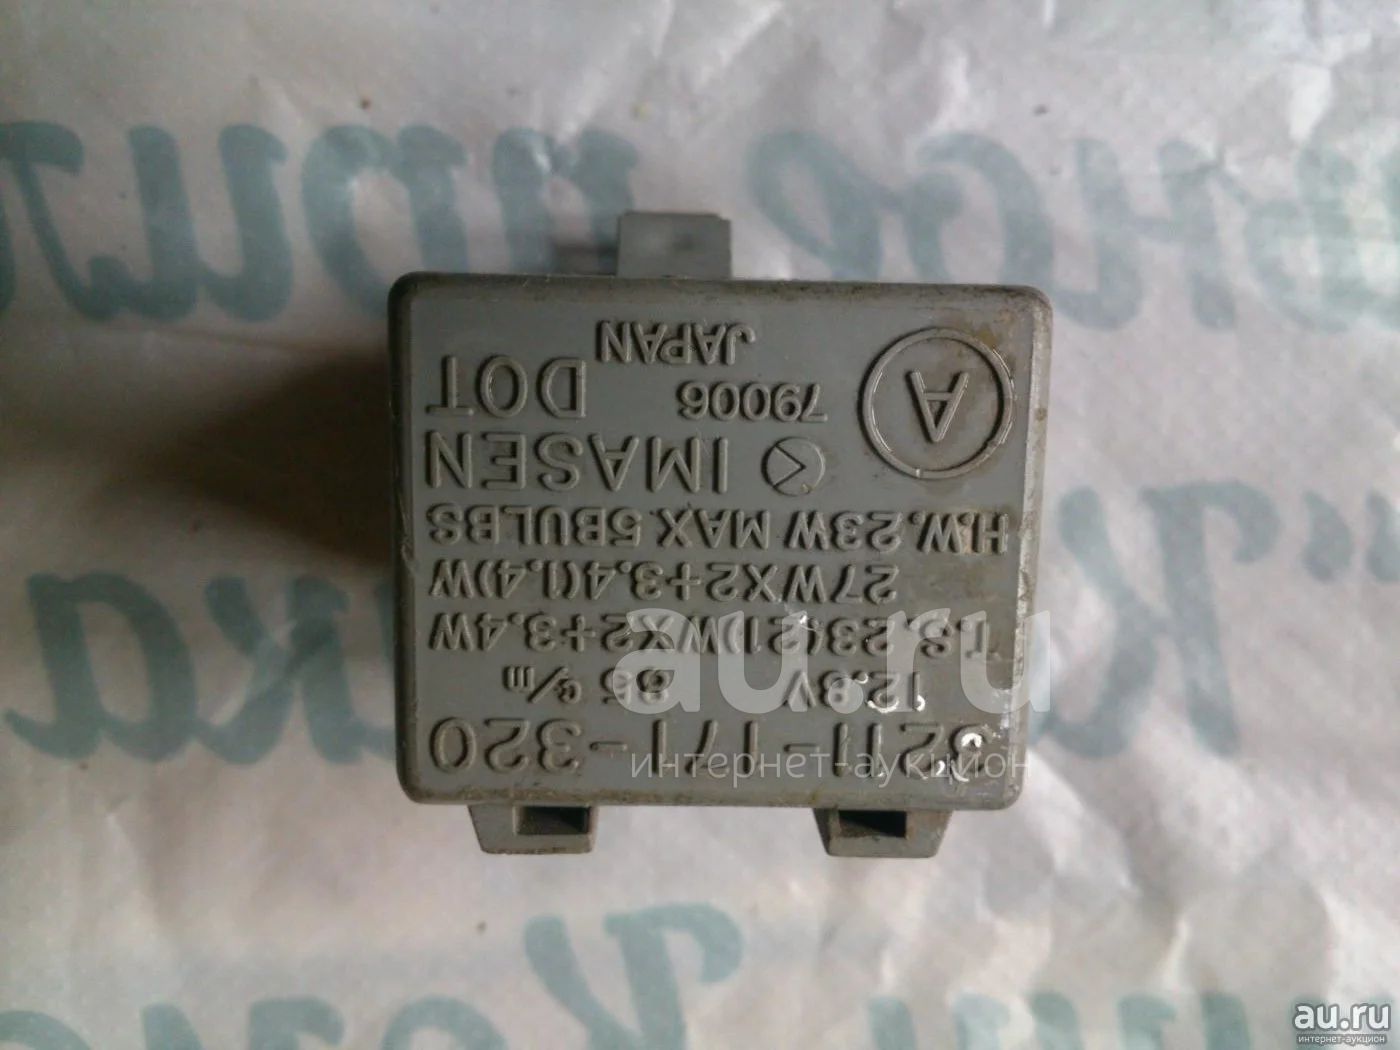 3211-171-320
12.8V 85 c/m
T.S.23(21)WX2+3.4W
27WX2+3.4(1.4)W
H.W.23W MAX.5BULBS
IMASEN
A 79006 DOT
JAPAN
au.ru
интернет-аукцион
au.ru
интернет-аукцион